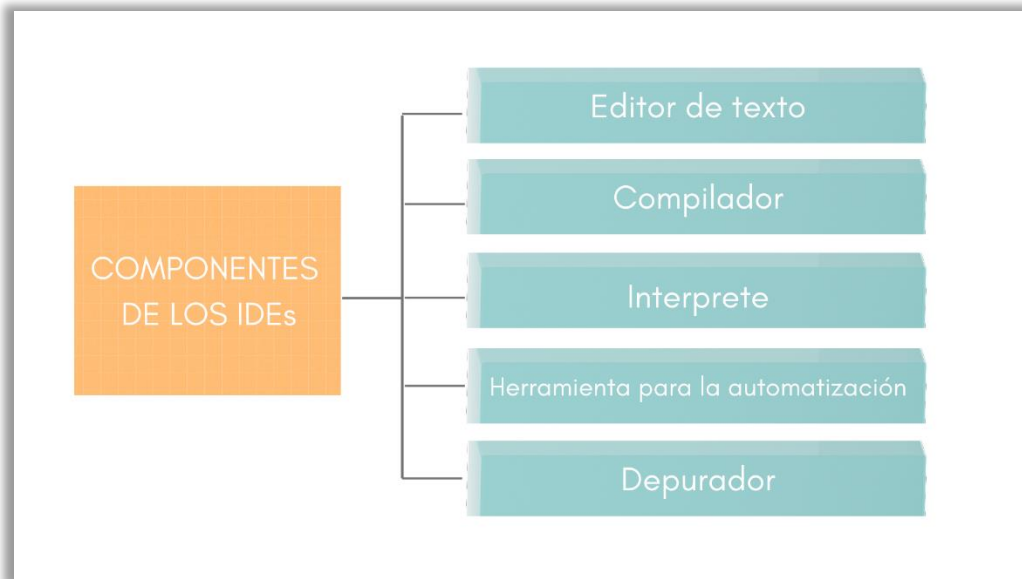 COMPONENTES
DE LOS IDEs
Editor de texto
Compilador
Interprete
Herramienta para la automatización
Depurador